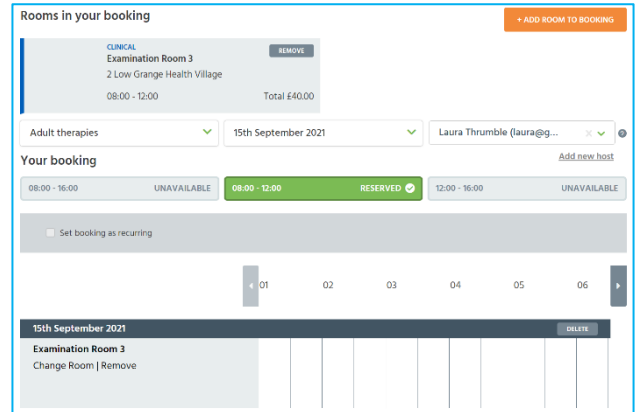 Rooms in your booking
+ ADD ROOM TO BOOKING
CLINICAL
REMOVE
Examination Room 3
2 Low Grange Health Village
08:00 - 12:00 Total £40.00
Adult therapies
15th September 2021
Laura Thrumble (laura@g...
Your booking
Add new host
08:00 - 16:00 UNAVAILABLE
08:00 - 12:00 RESERVED
12:00 - 16:00 UNAVAILABLE
Set booking as recurring
01 02 03 04 05 06
15th September 2021 DELETE
Examination Room 3
Change Room | Remove